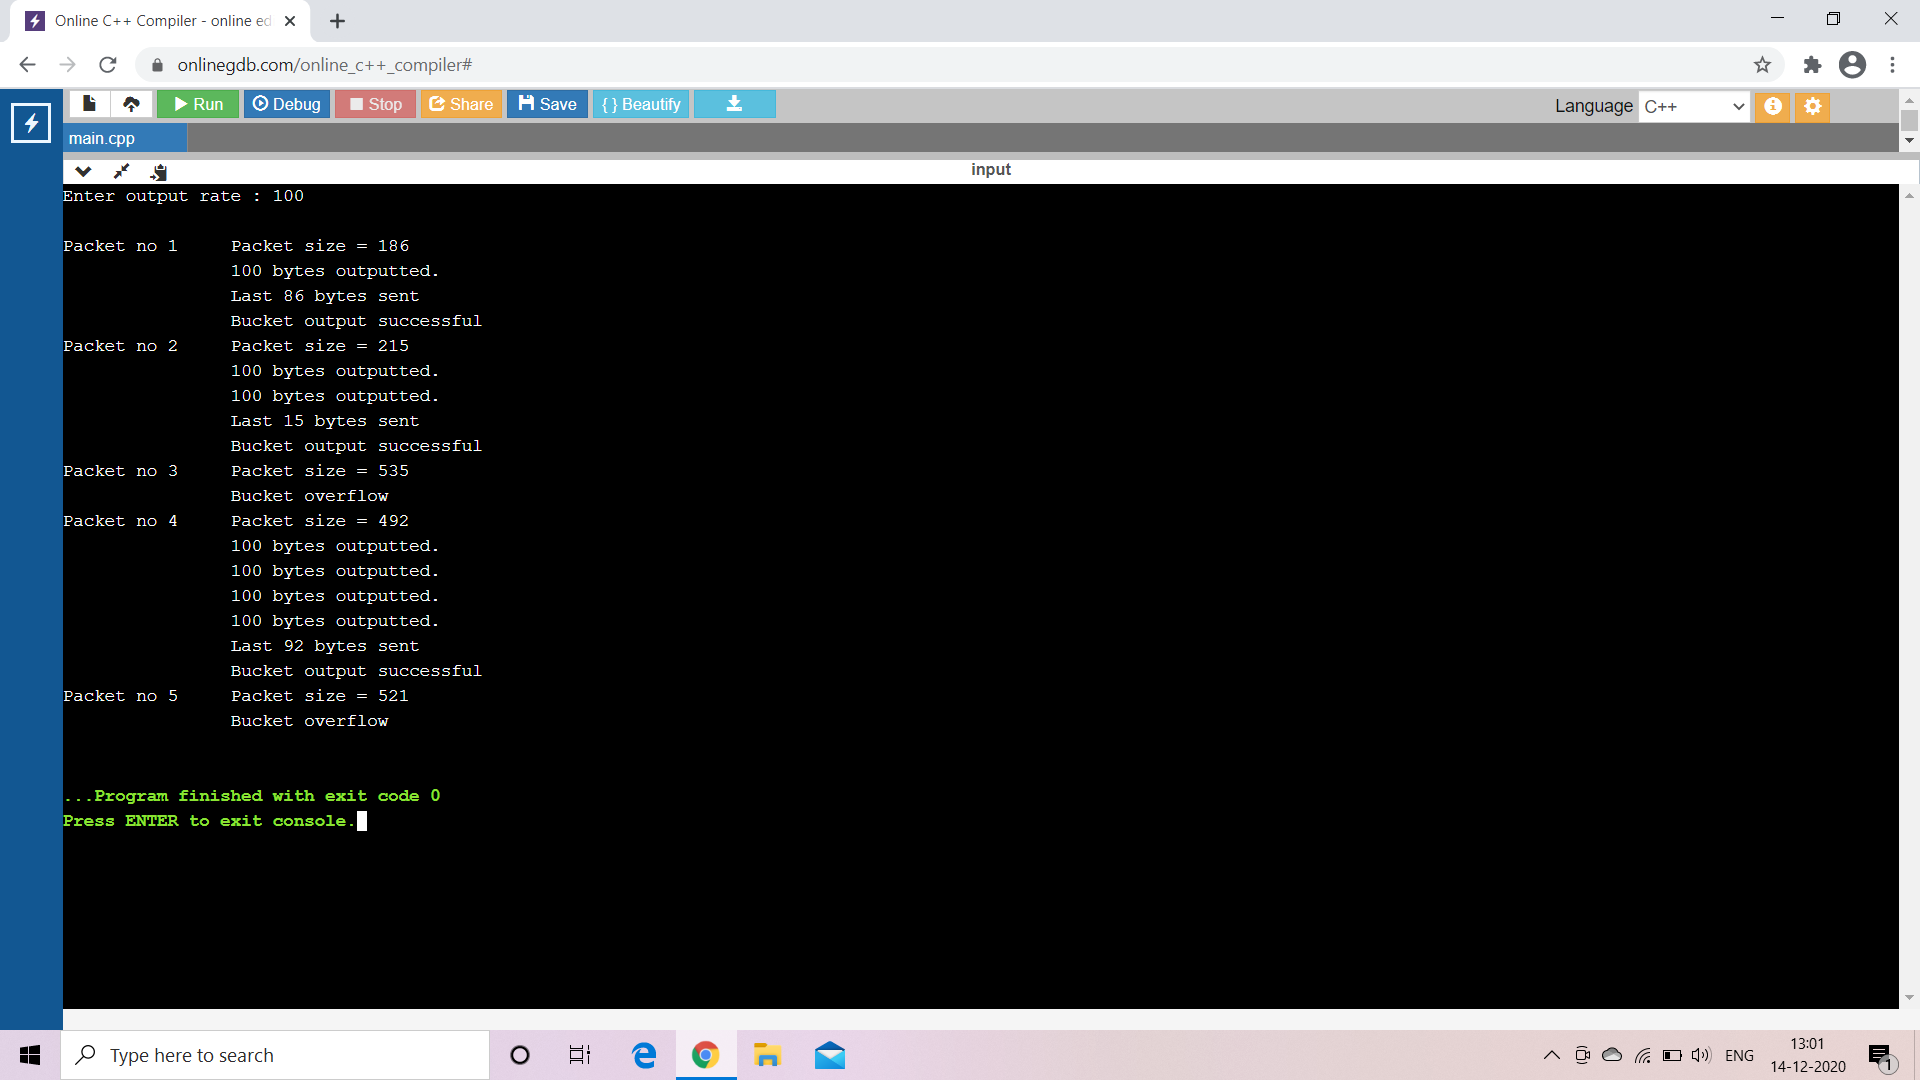 Online C++ Compiler - online ed
onlinegdb.com/online_c++_compiler#
Run Debug Stop Share Save { } Beautify Language C++
main.cpp
input
Enter output rate : 100
Packet no 1 Packet size = 186
100 bytes outputted.
Last 86 bytes sent
Bucket output successful
Packet no 2 Packet size = 215
100 bytes outputted.
100 bytes outputted.
Last 15 bytes sent
Bucket output successful
Packet no 3 Packet size = 535
Bucket overflow
Packet no 4 Packet size = 492
100 bytes outputted.
100 bytes outputted.
100 bytes outputted.
100 bytes outputted.
Last 92 bytes sent
Bucket output successful
Packet no 5 Packet size = 521
Bucket overflow
...Program finished with exit code 0
Press ENTER to exit console.
Type here to search
ENG
13:01
14-12-2020
1